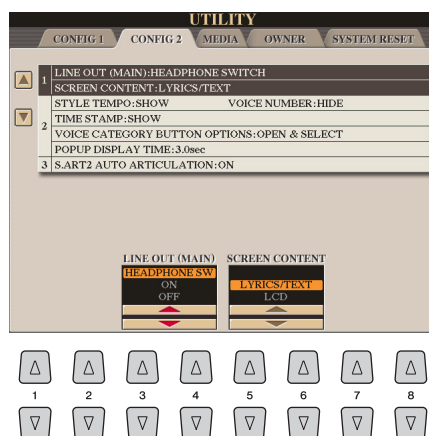 UTILITY
CONFIG 1 CONFIG 2 MEDIA OWNER SYSTEM RESET
1 LINE OUT (MAIN):HEADPHONE SWITCH
SCREEN CONTENT:LYRICS/TEXT
2 STYLE TEMPO:SHOW VOICE NUMBER:HIDE
TIME STAMP:SHOW
VOICE CATEGORY BUTTON OPTIONS:OPEN & SELECT
POPUP DISPLAY TIME:3.0sec
3 S.ART2 AUTO ARTICULATION:ON
LINE OUT (MAIN) SCREEN CONTENT
HEADPHONE SW
ON LYRICS/TEXT
OFF LCD
1 2 3 4 5 6 7 8